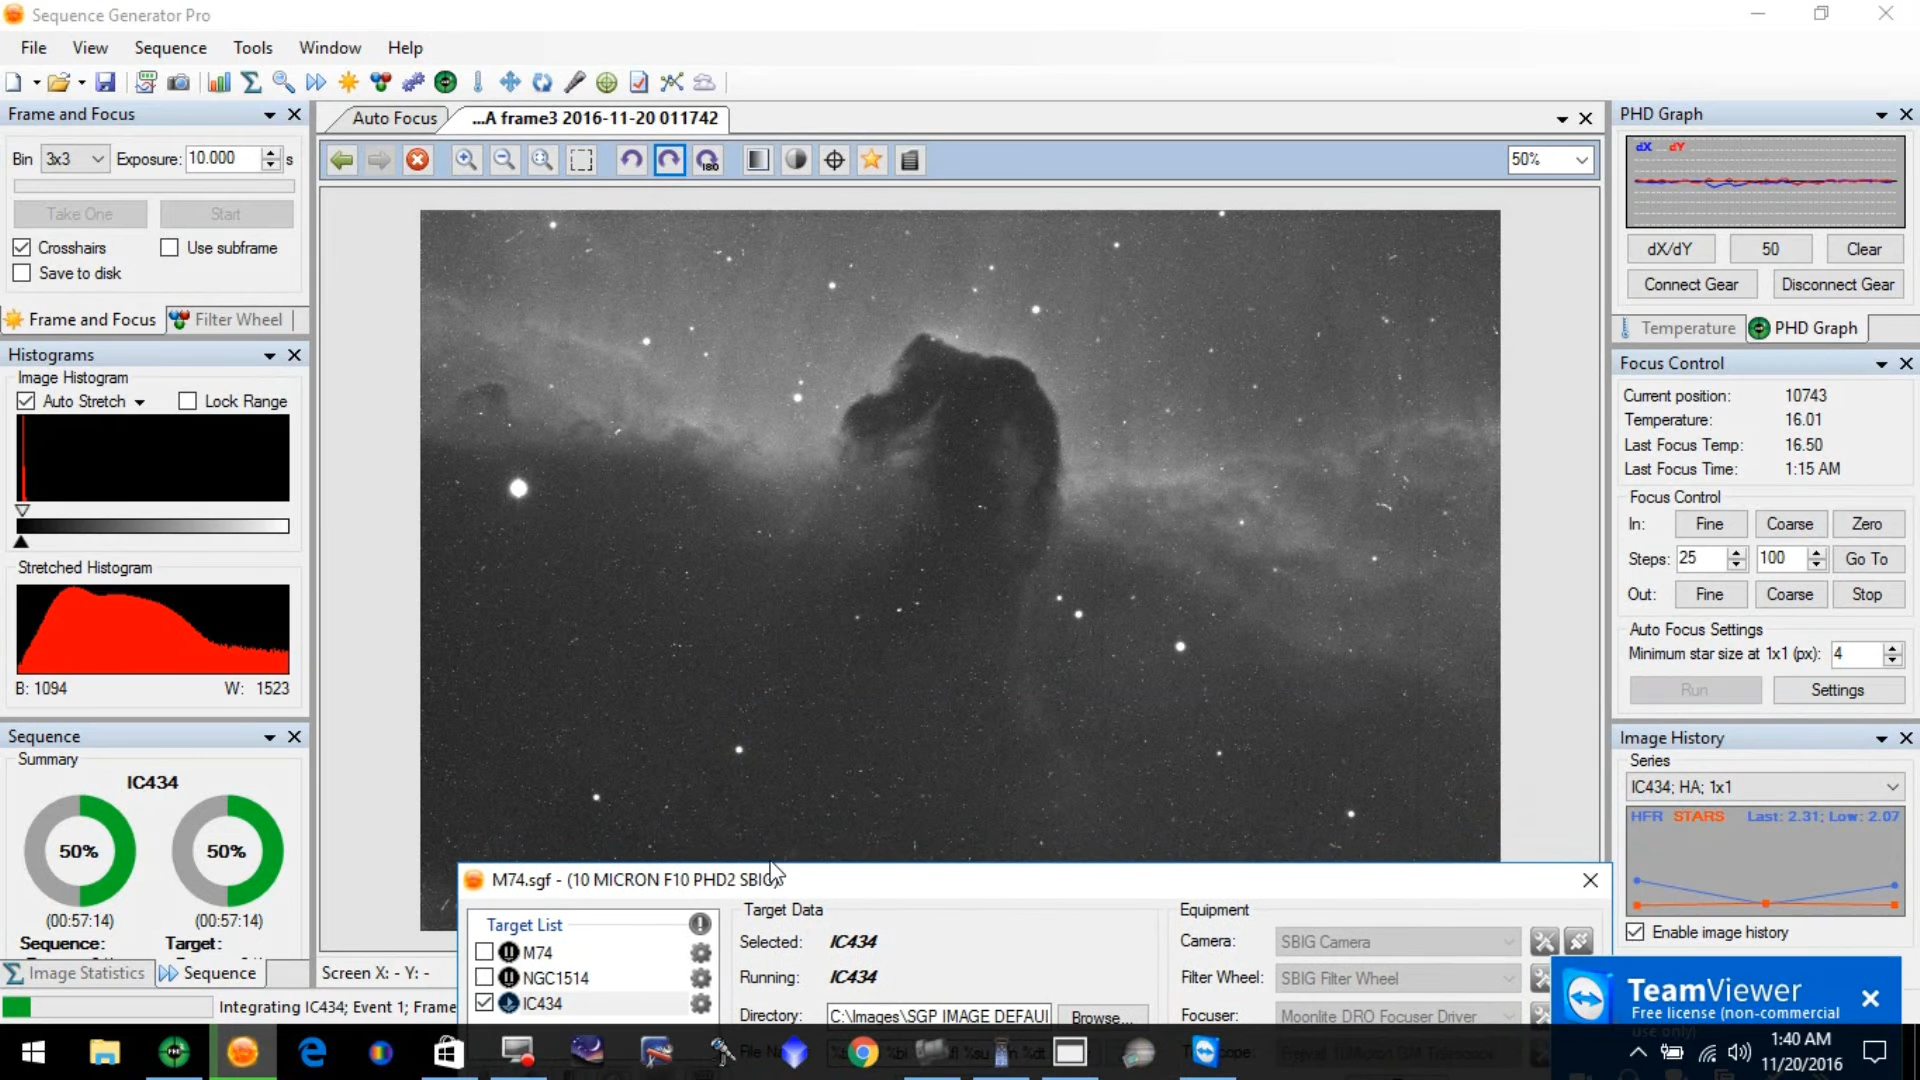 Sequence Generator Pro
File View Sequence Tools Window Help
Frame and Focus
Bin 3x3 Exposure: 10.000 s
Take One Start
Crosshairs Use subframe
Save to disk
Frame and Focus Filter Wheel
Histograms
Image Histogram
Auto Stretch Lock Range
Stretched Histogram
B: 1094 W: 1523
Sequence
Summary
IC434
50% 50%
(00:57:14) (00:57:14)
Sequence: Target:
Image Statistics Sequence
Integrating IC434; Event 1; Frame
Auto Focus ...A frame3 2016-11-20 011742
180
50%
Screen X: - Y: -
M74.sgf - (10 MICRON F10 PHD2 SBIG)
Target List
M74
NGC1514
IC434
Target Data
Selected: IC434
Running: IC434
Directory: C:\Images\SGP IMAGE DEFAUL Browse...
Equipment
Camera: SBIG Camera
Filter Wheel: SBIG Filter Wheel
Focuser: Moonlite DRO Focuser Driver
PHD Graph
dX dY
dX/dY 50 Clear
Connect Gear Disconnect Gear
Temperature PHD Graph
Focus Control
Current position: 10743
Temperature: 16.01
Last Focus Temp: 16.50
Last Focus Time: 1:15 AM
Focus Control
In: Fine Coarse Zero
Steps: 25 100 Go To
Out: Fine Coarse Stop
Auto Focus Settings
Minimum star size at 1x1 (px): 4
Run Settings
Image History
Series
IC434; HA; 1x1
HFR STARS Last: 2.31; Low: 2.07
Enable image history
TeamViewer
Free license (non-commercial
use only)
1:40 AM
11/20/2016